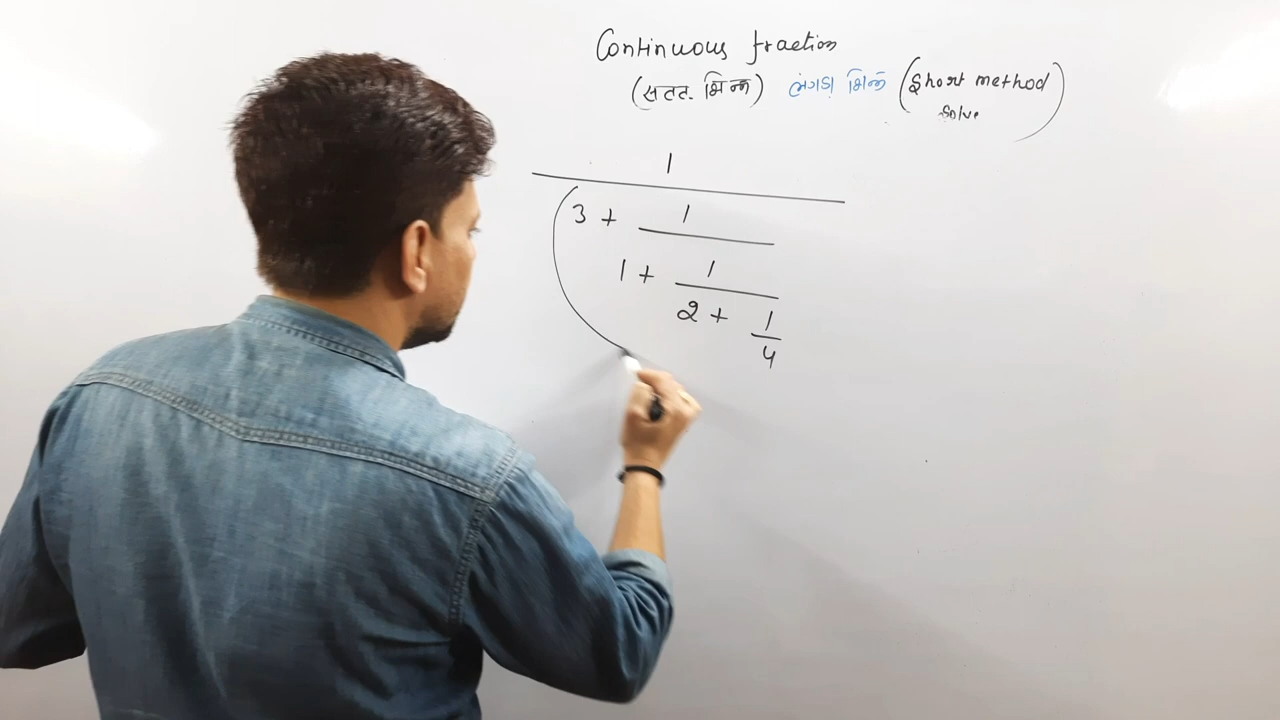 Continuous fraction
(सतत. भिन्न) लंगड़ा भिन्न (Short method
Solve)
1
3 + 1
1 + 1
2 + 1
4